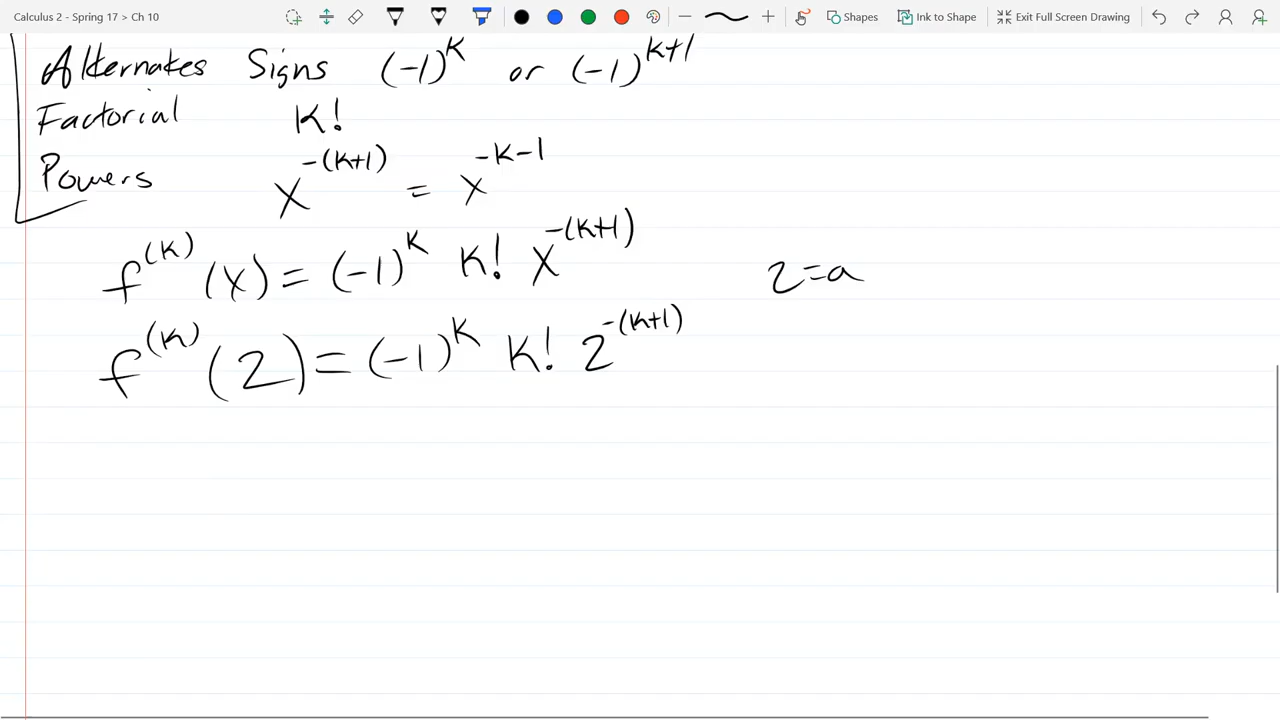 Calculus 2 - Spring 17 > Ch 10 Shapes Ink to Shape Exit Full Screen Drawing
Alternates Signs (-1)^k or (-1)^{k+1}
Factorial K!
Powers x^{-(k+1)} = x^{-k-1}
f^{(k)}(x) = (-1)^k k! x^{-(k+1)}
2=a
f^{(k)}(2) = (-1)^k k! 2^{-(k+1)}